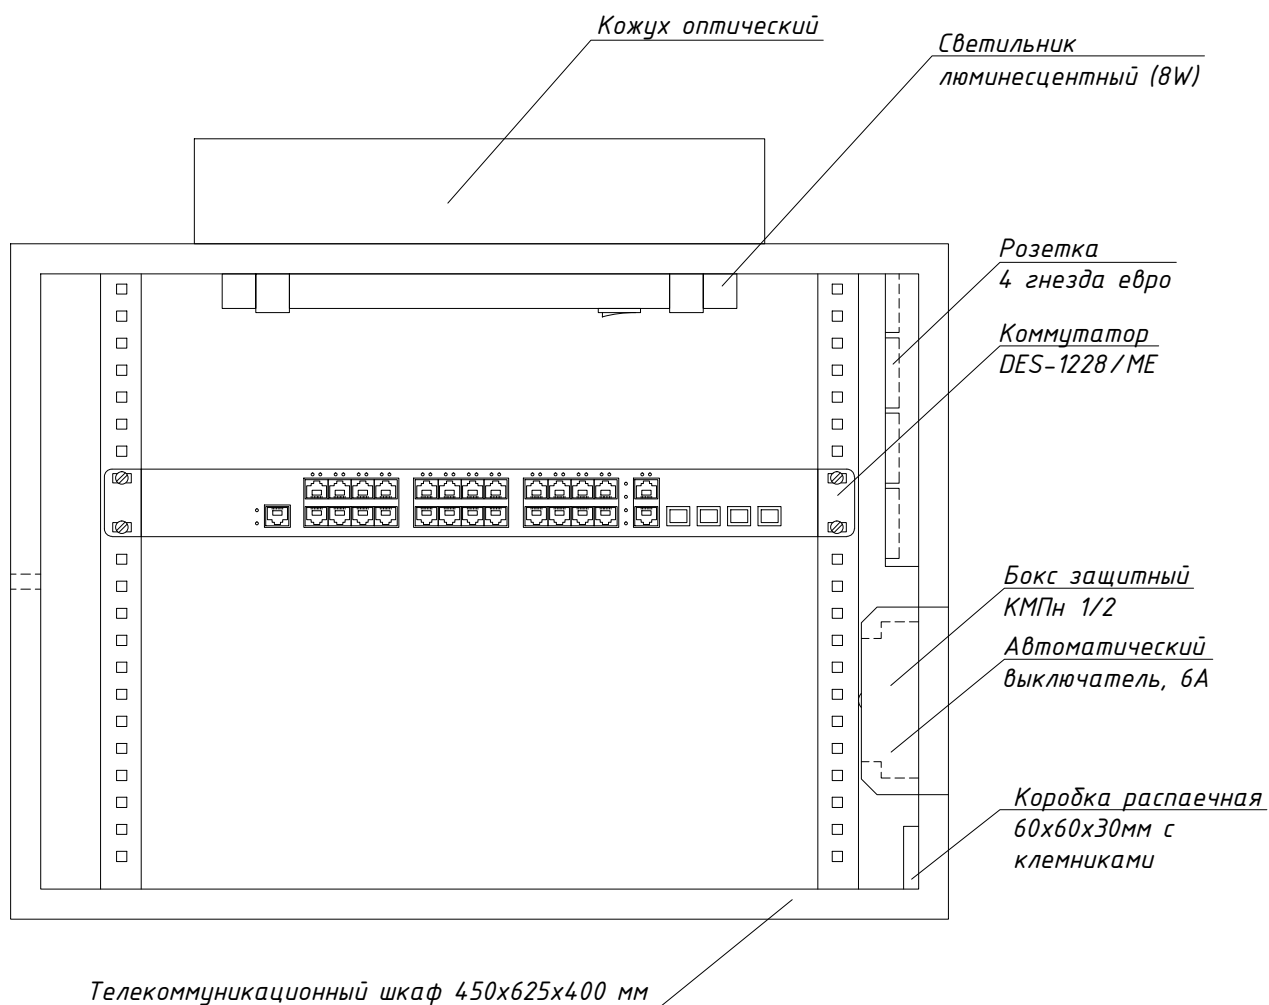 Кожух оптический
Светильник
люминесцентный (8W)
Розетка
4 гнезда евро
Коммутатор
DES-1228/ME
Бокс защитный
КМПн 1/2
Автоматический
выключатель, 6А
Коробка распаечная
60х60х30мм с
клемниками
Телекоммуникационный шкаф 450х625х400 мм